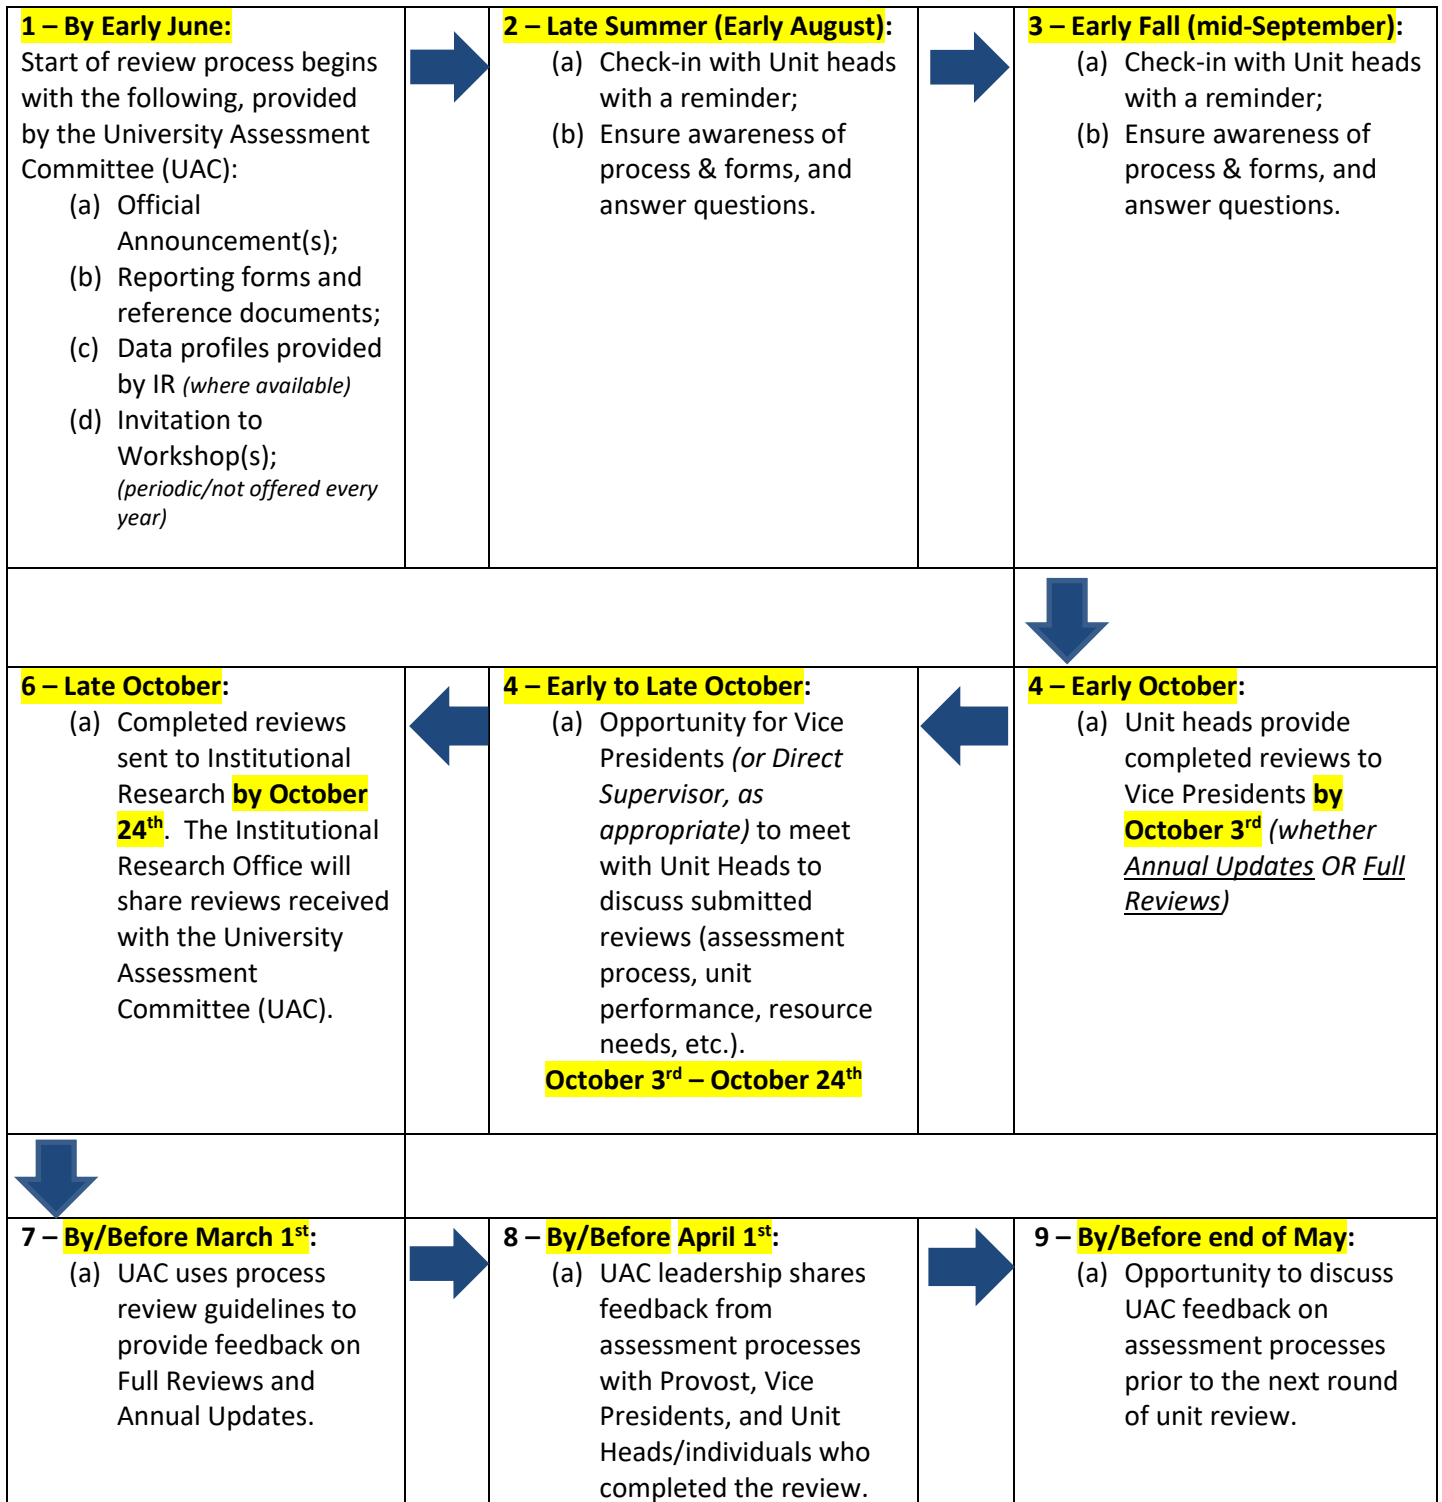 1 – By Early June:
Start of review process begins
with the following, provided
by the University Assessment
Committee (UAC):
(a) Official
Announcement(s);
(b) Reporting forms and
reference documents;
(c) Data profiles provided
by IR (where available)
(d) Invitation to
Workshop(s);
(periodic/not offered every
year)
2 – Late Summer (Early August):
(a) Check-in with Unit heads
with a reminder;
(b) Ensure awareness of
process & forms, and
answer questions.
3 – Early Fall (mid-September):
(a) Check-in with Unit heads
with a reminder;
(b) Ensure awareness of
process & forms, and
answer questions.
4 – Early October:
(a) Unit heads provide
completed reviews to
Vice Presidents by
October 3rd (whether
Annual Updates OR Full
Reviews)
4 – Early to Late October:
(a) Opportunity for Vice
Presidents (or Direct
Supervisor, as
appropriate) to meet
with Unit Heads to
discuss submitted
reviews (assessment
process, unit
performance, resource
needs, etc.).
October 3rd – October 24th
6 – Late October:
(a) Completed reviews
sent to Institutional
Research by October
24th. The Institutional
Research Office will
share reviews received
with the University
Assessment
Committee (UAC).
7 – By/Before March 1st:
(a) UAC uses process
review guidelines to
provide feedback on
Full Reviews and
Annual Updates.
8 – By/Before April 1st:
(a) UAC leadership shares
feedback from
assessment processes
with Provost, Vice
Presidents, and Unit
Heads/individuals who
completed the review.
9 – By/Before end of May:
(a) Opportunity to discuss
UAC feedback on
assessment processes
prior to the next round
of unit review.